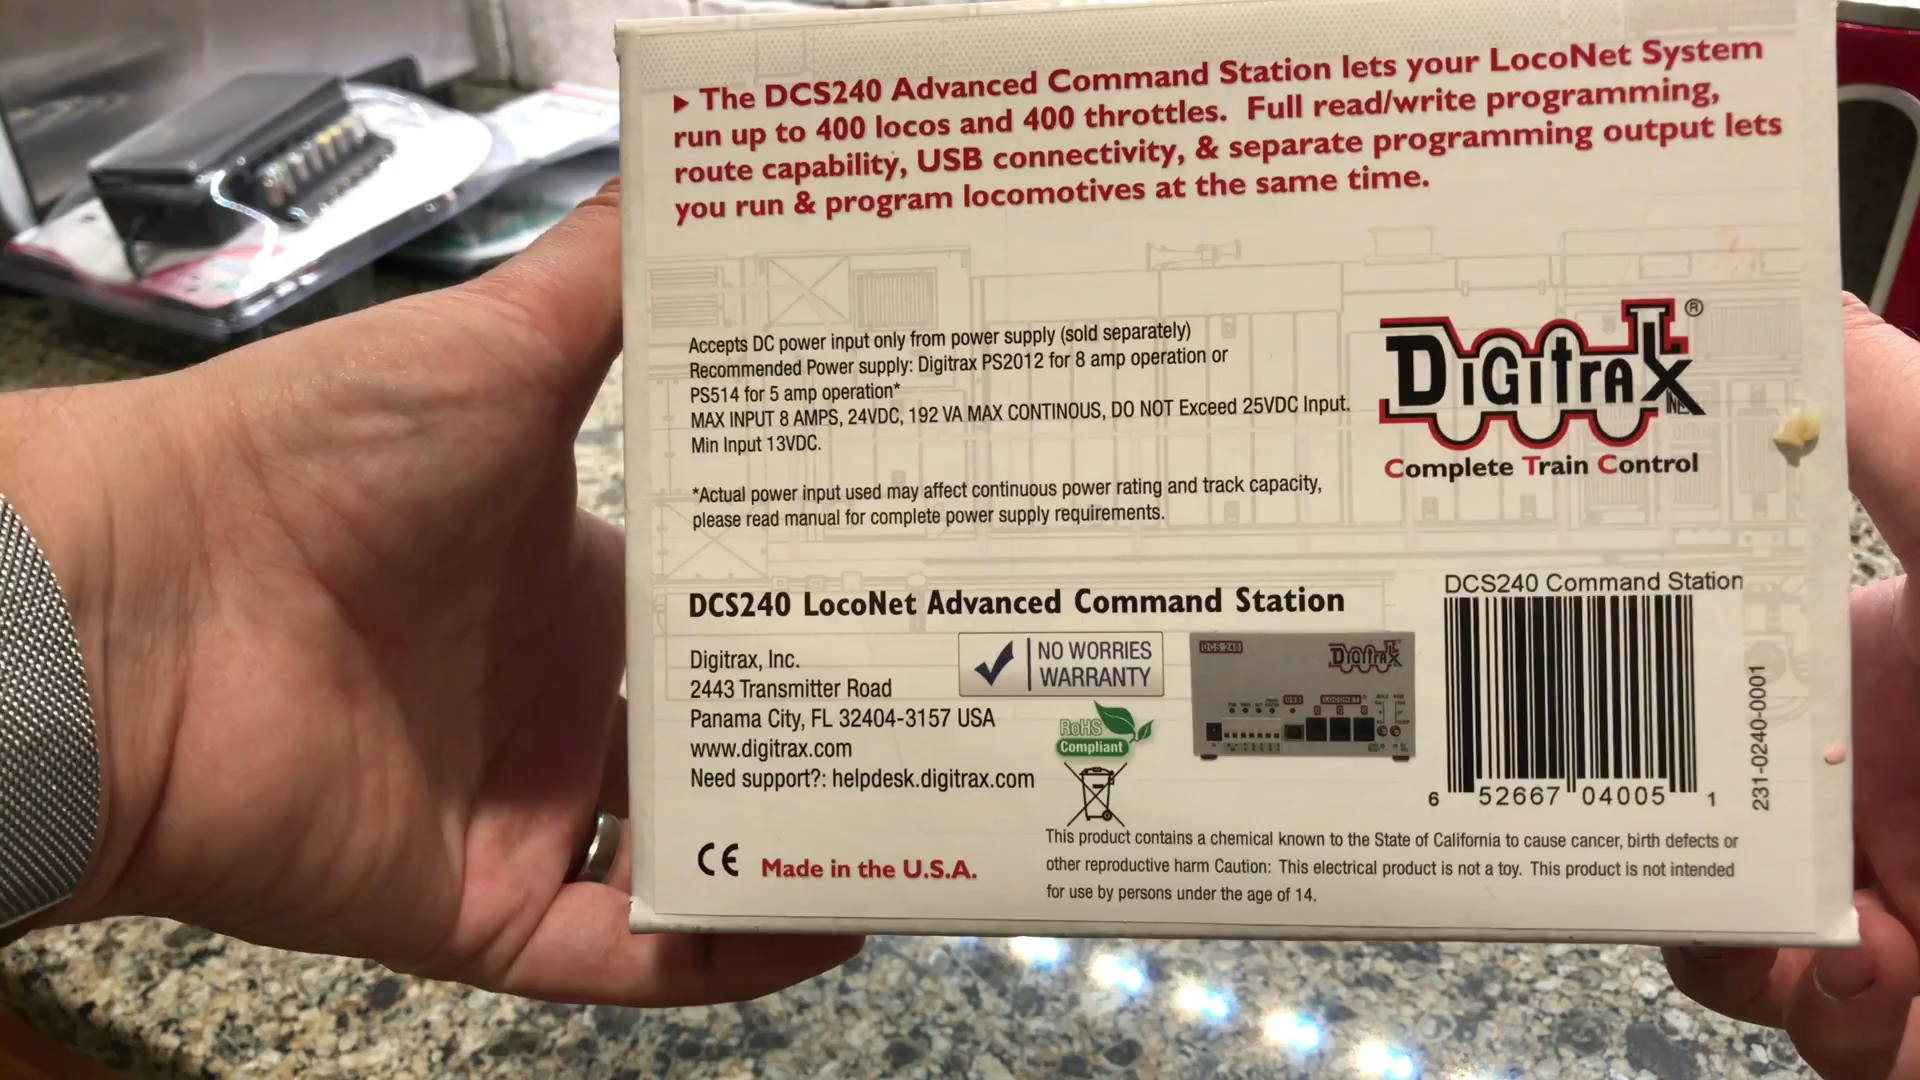 ▸ The DCS240 Advanced Command Station lets your LocoNet System
run up to 400 locos and 400 throttles. Full read/write programming,
route capability, USB connectivity, & separate programming output lets
you run & program locomotives at the same time.
Accepts DC power input only from power supply (sold separately)
Recommended Power supply: Digitrax PS2012 for 8 amp operation or
PS514 for 5 amp operation*
MAX INPUT 8 AMPS, 24VDC, 192 VA MAX CONTINOUS, DO NOT Exceed 25VDC Input.
Min Input 13VDC.
*Actual power input used may affect continuous power rating and track capacity,
please read manual for complete power supply requirements.
DIGITRAX INC ®
Complete Train Control
DCS240 LocoNet Advanced Command Station
Digitrax, Inc.
2443 Transmitter Road
Panama City, FL 32404-3157 USA
www.digitrax.com
Need support?: helpdesk.digitrax.com
NO WORRIES
WARRANTY
RoHS
Compliant
DCS 240
DIGITRAX
USB
LOCONET
DCS240 Command Station
6 52667 04005 1
231-0240-0001
CE Made in the U.S.A.
This product contains a chemical known to the State of California to cause cancer, birth defects or
other reproductive harm Caution: This electrical product is not a toy. This product is not intended
for use by persons under the age of 14.